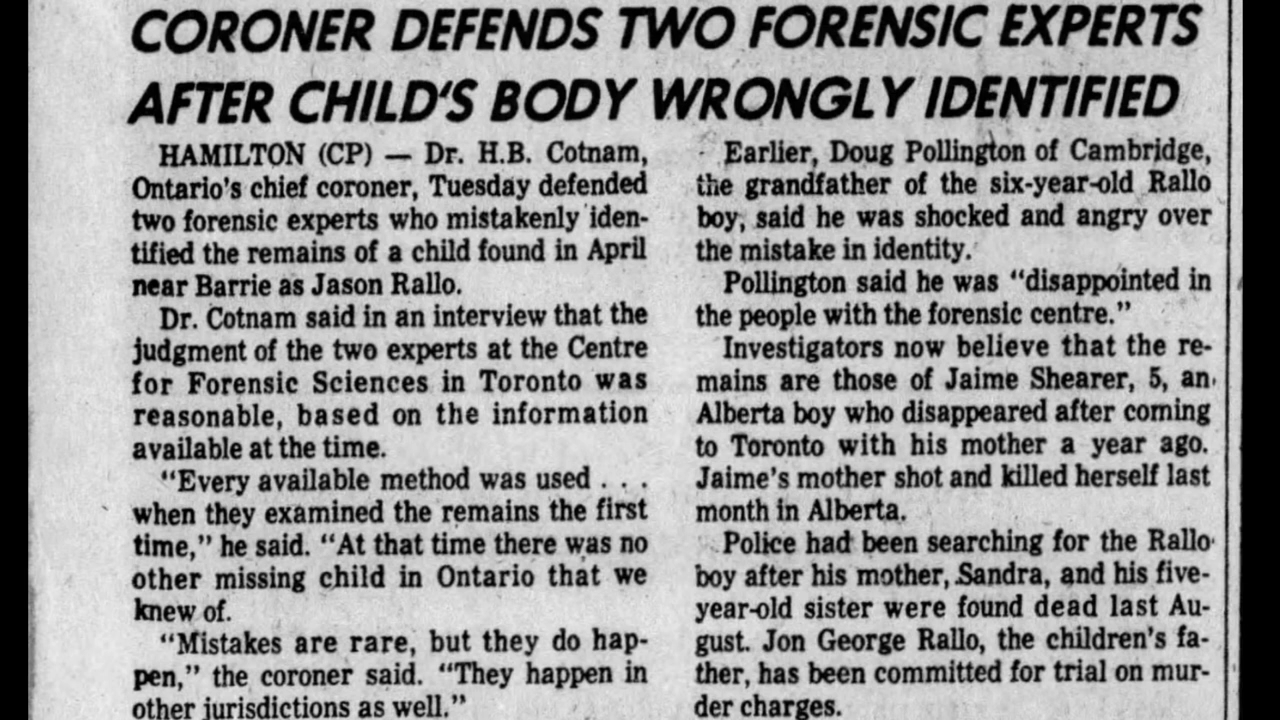 CORONER DEFENDS TWO FORENSIC EXPERTS
AFTER CHILD'S BODY WRONGLY IDENTIFIED
HAMILTON (CP) — Dr. H.B. Cotnam,
Ontario's chief coroner, Tuesday defended
two forensic experts who mistakenly iden-
tified the remains of a child found in April
near Barrie as Jason Rallo.
Dr. Cotnam said in an interview that the
judgment of the two experts at the Centre
for Forensic Sciences in Toronto was
reasonable, based on the information
available at the time.
"Every available method was used . . .
when they examined the remains the first
time," he said. "At that time there was no
other missing child in Ontario that we
knew of.
"Mistakes are rare, but they do hap-
pen," the coroner said. "They happen in
other jurisdictions as well."
Earlier, Doug Pollington of Cambridge,
the grandfather of the six-year-old Rallo
boy, said he was shocked and angry over
the mistake in identity.
Pollington said he was "disappointed in
the people with the forensic centre."
Investigators now believe that the re-
mains are those of Jaime Shearer, 5, an
Alberta boy who disappeared after coming
to Toronto with his mother a year ago.
Jaime's mother shot and killed herself last
month in Alberta.
Police had been searching for the Rallo
boy after his mother, Sandra, and his five-
year-old sister were found dead last Au-
gust. Jon George Rallo, the children's fa-
ther, has been committed for trial on mur-
der charges.